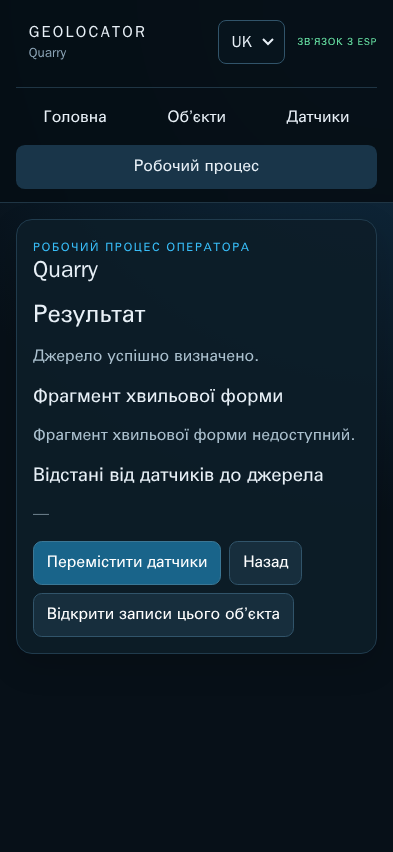 GEOLOCATOR
Quarry
UK
ЗВ'ЯЗОК З ESP
Головна
Об'єкти
Датчики
Робочий процес
РОБОЧИЙ ПРОЦЕС ОПЕРАТОРА
Quarry
Результат
Джерело успішно визначено.
Фрагмент хвильової форми
Фрагмент хвильової форми недоступний.
Відстані від датчиків до джерела
—
Перемістити датчики
Назад
Відкрити записи цього об'єкта